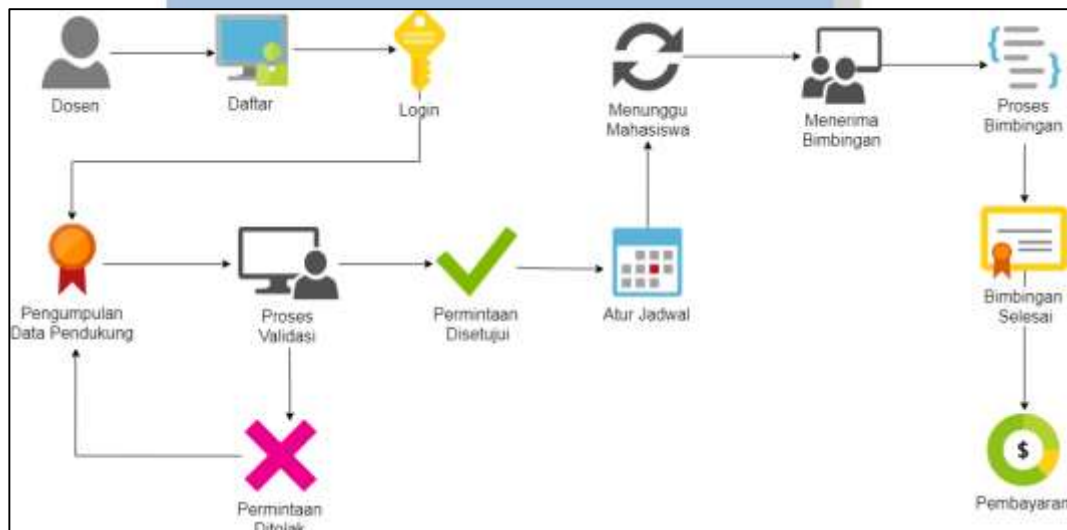 Dosen
Daftar
Login
Menunggu
Mahasiswa
Menerima
Bimbingan
Proses
Bimbingan
Pengumpulan
Data Pendukung
Proses
Validasi
Permintaan
Disetujui
Atur Jadwal
Bimbingan
Selesai
Permintaan
Ditolak
$
Pembayaran